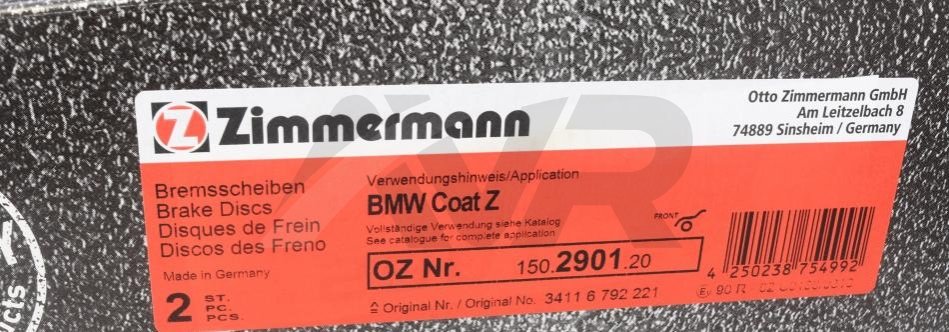 Zimmermann
Otto Zimmermann GmbH
Am Leitzelbach 8
74889 Sinsheim / Germany
Bremsscheiben
Brake Discs
Disques de Frein
Discos des Freno
Made in Germany
2 ST.
PC.
PCS.
Verwendungshinweis/Application
BMW Coat Z
Vollständige Verwendung siehe Katalog
See catalogue for complete application
FRONT
OZ Nr. 150.2901.20
≙ Original Nr. / Original No. 3411 6 792 221
4 250238 754992
90 R
ucts